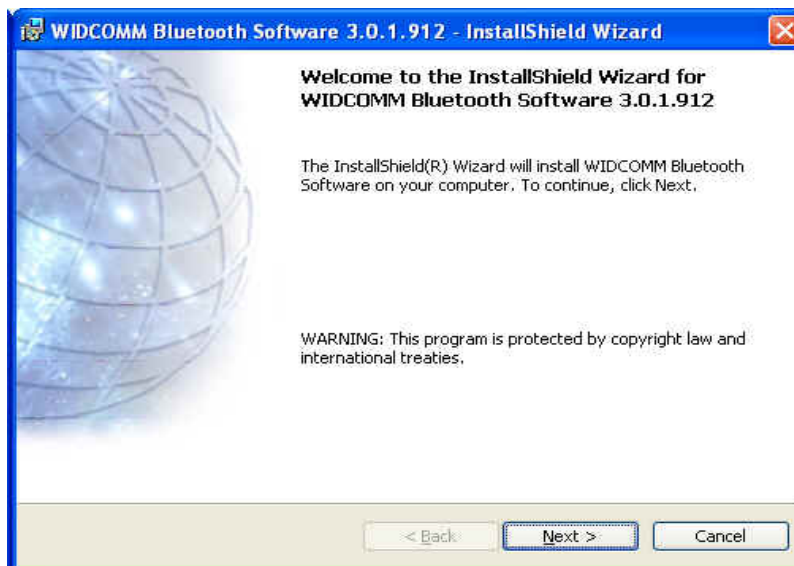 WIDCOMM Bluetooth Software 3.0.1.912 - InstallShield Wizard
Welcome to the InstallShield Wizard for
WIDCOMM Bluetooth Software 3.0.1.912
The InstallShield(R) Wizard will install WIDCOMM Bluetooth
Software on your computer. To continue, click Next.
WARNING: This program is protected by copyright law and
international treaties.
< Back
Next >
Cancel